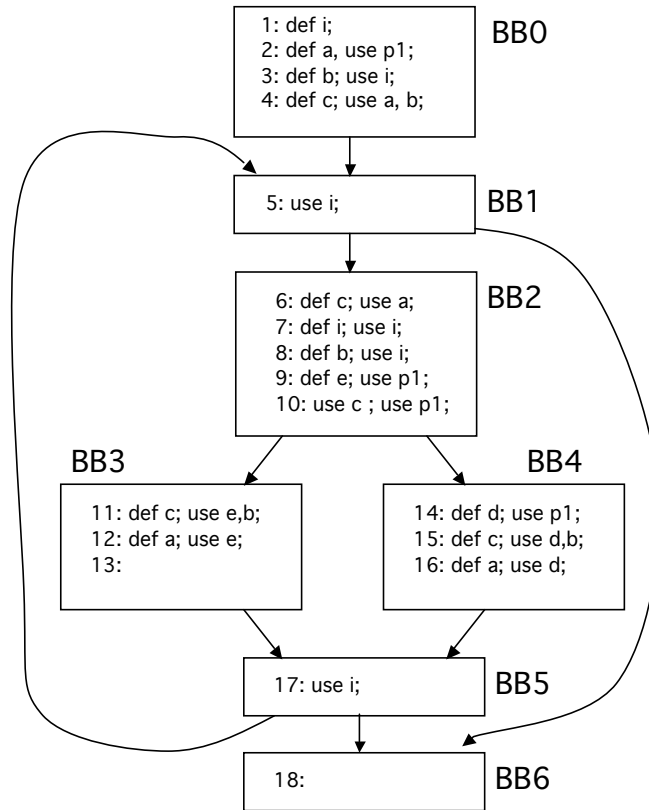 1: def i;
2: def a, use p1;
3: def b; use i;
4: def c; use a, b;
BB0
5: use i;
BB1
6: def c; use a;
7: def i; use i;
8: def b; use i;
9: def e; use p1;
10: use c ; use p1;
BB2
BB3
11: def c; use e,b;
12: def a; use e;
13:
BB4
14: def d; use p1;
15: def c; use d,b;
16: def a; use d;
17: use i;
BB5
18:
BB6